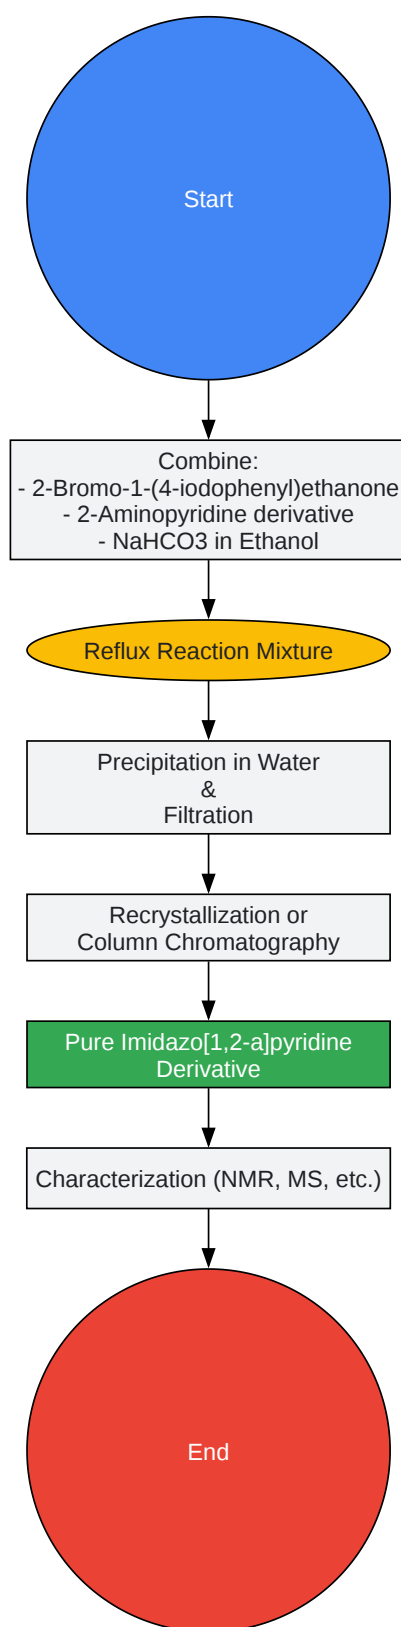 Start
Combine:
- 2-Bromo-1-(4-iodophenyl)ethanone
- 2-Aminopyridine derivative
- NaHCO3 in Ethanol
Reflux Reaction Mixture
Precipitation in Water
&
Filtration
Recrystallization or
Column Chromatography
Pure Imidazo[1,2-a]pyridine
Derivative
Characterization (NMR, MS, etc.)
End